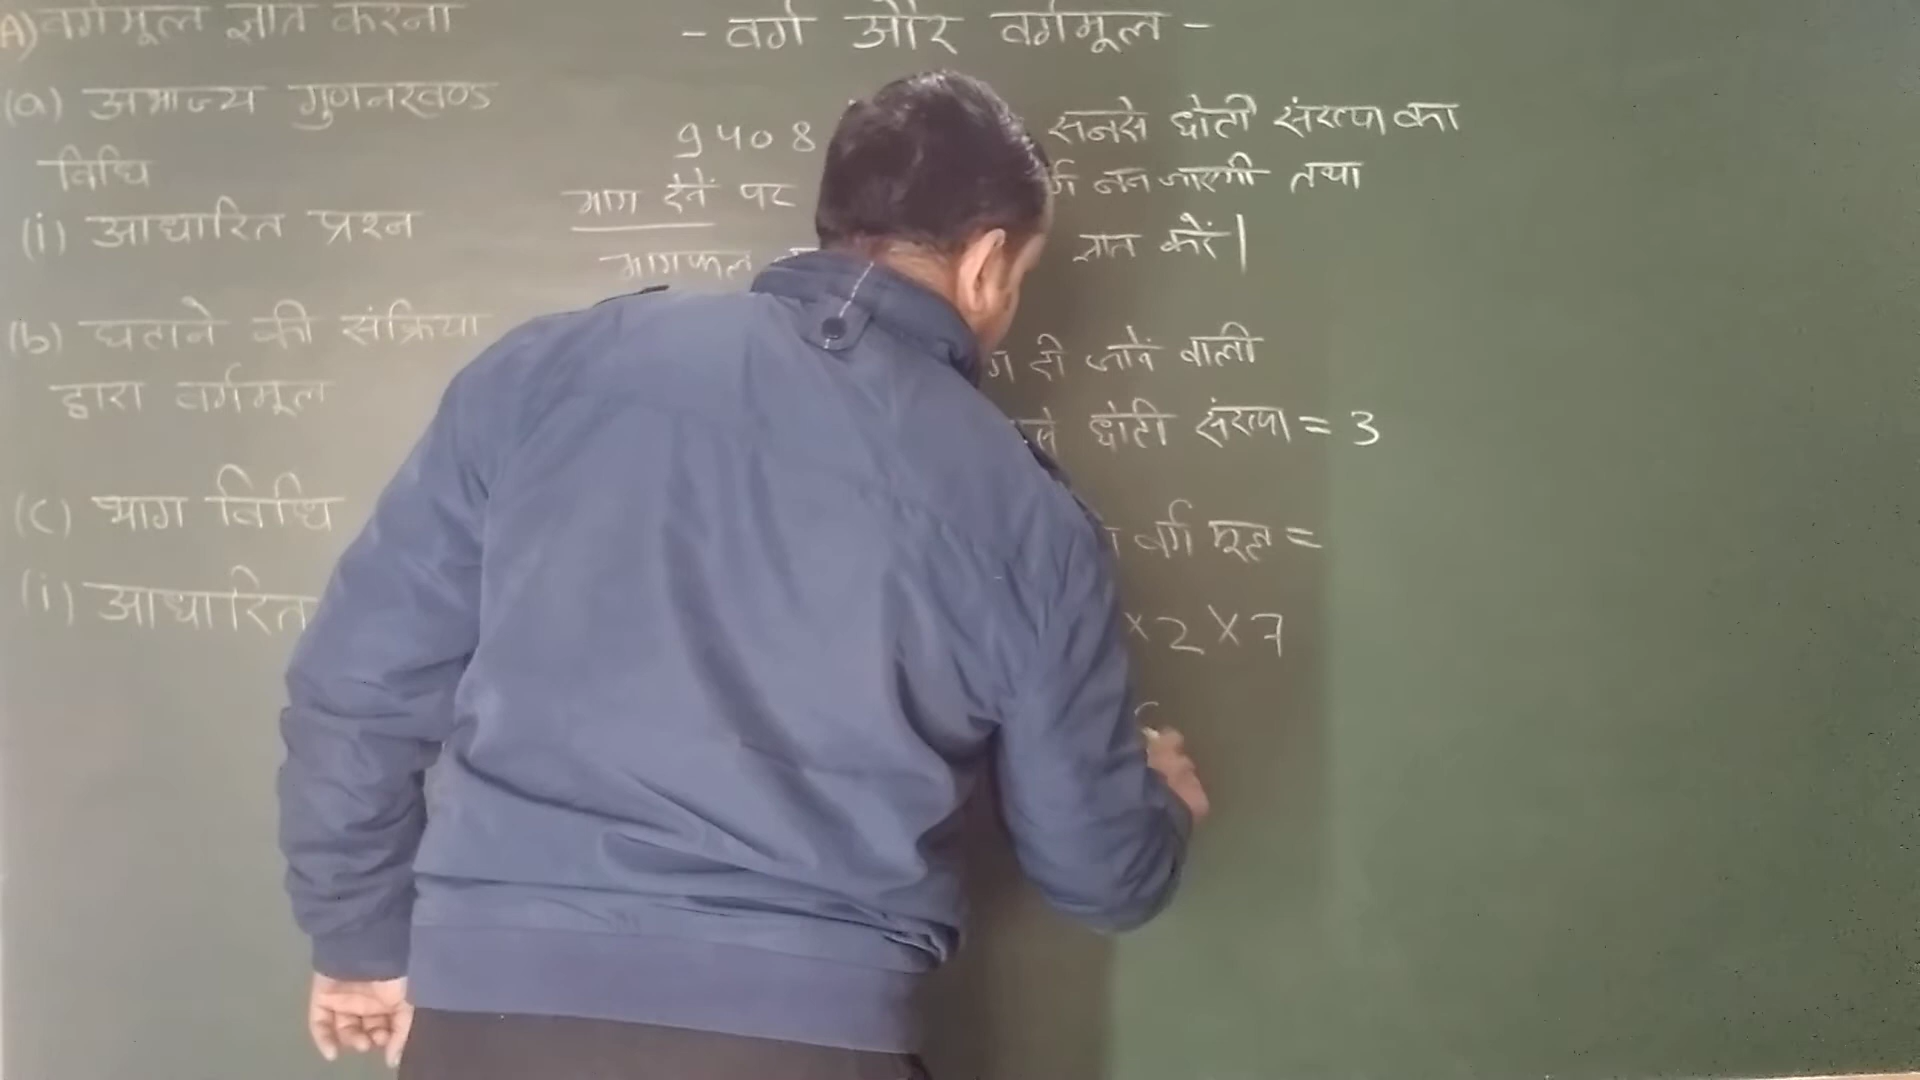 - वर्ग और वर्गमूल -
A) वर्गमूल ज्ञात करना
(a) अभाज्य गुणनखण्ड
विधि
(i) आधारित प्रश्न
(b) घटाने की संक्रिया
द्वारा वर्गमूल
(c) भाग विधि
(i) आधारित
9408 सबसे छोटी संख्या का
भाग देनें पर बन जाएगी तथा
भागफल ज्ञात करें|
दी जानें वाली
छोटी संख्या = 3
वर्ग मूल =
×2×7